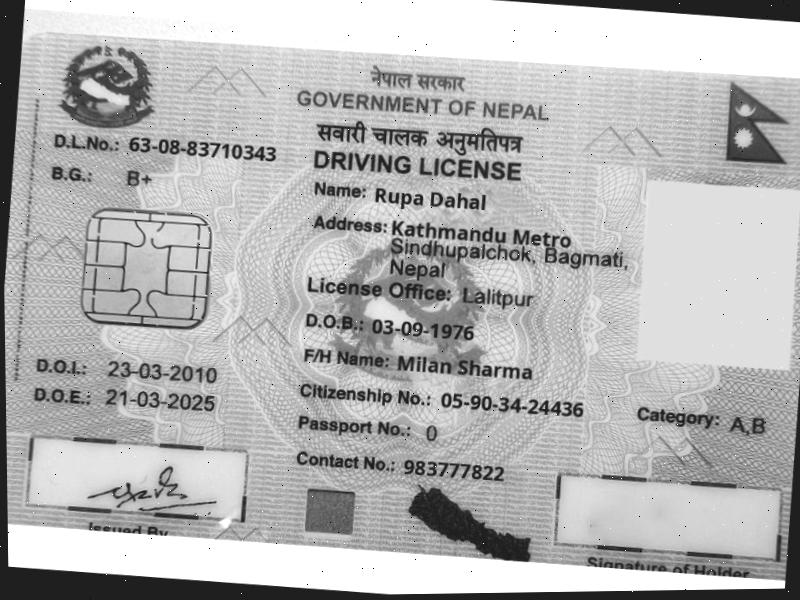 नेपाल सरकार
GOVERNMENT OF NEPAL
सवारी चालक अनुमतिपत्र
DRIVING LICENSE
D.L.No.: 63-08-83710343
B.G.: B+
Name: Rupa Dahal
Address: Kathmandu Metro
Sindhupalchok, Bagmati,
Nepal
License Office: Lalitpur
D.O.B.: 03-09-1976
F/H Name: Milan Sharma
D.O.I.: 23-03-2010
D.O.E.: 21-03-2025
Citizenship No.: 05-90-34-24436
Category: A,B
Passport No.: 0
Contact No.: 983777822
Issued By
Signature of Holder